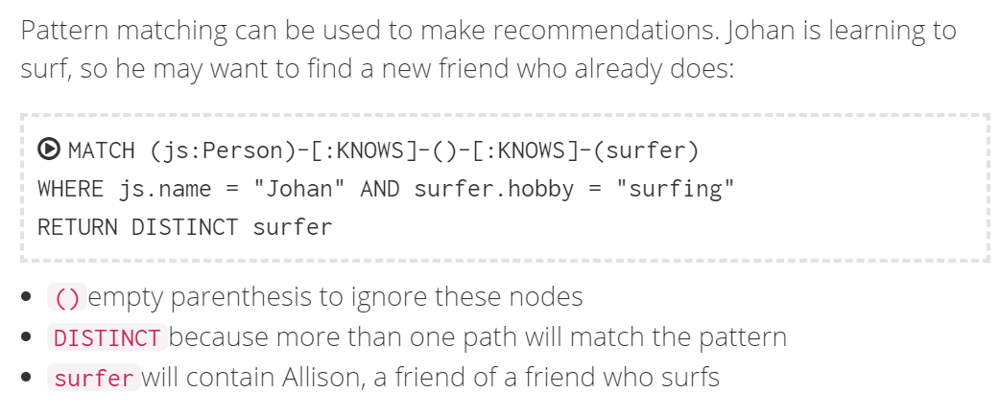 Pattern matching can be used to make recommendations. Johan is learning to
surf, so he may want to find a new friend who already does:
MATCH (js:Person)-[:KNOWS]-()-[:KNOWS]-(surfer)
WHERE js.name = "Johan" AND surfer.hobby = "surfing"
RETURN DISTINCT surfer
() empty parenthesis to ignore these nodes
DISTINCT because more than one path will match the pattern
surfer will contain Allison, a friend of a friend who surfs